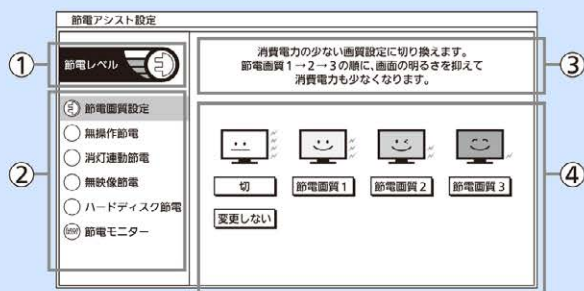 節電アシスト設定
① 節電レベル
消費電力の少ない画質設定に切り換えます。
節電画質1→2→3の順に、画面の明るさを抑えて
消費電力も少なくなります。
③
②
節電画質設定
無操作節電
消灯連動節電
無映像節電
ハードディスク節電
節電モニター
切 節電画質1 節電画質2 節電画質3
変更しない
④